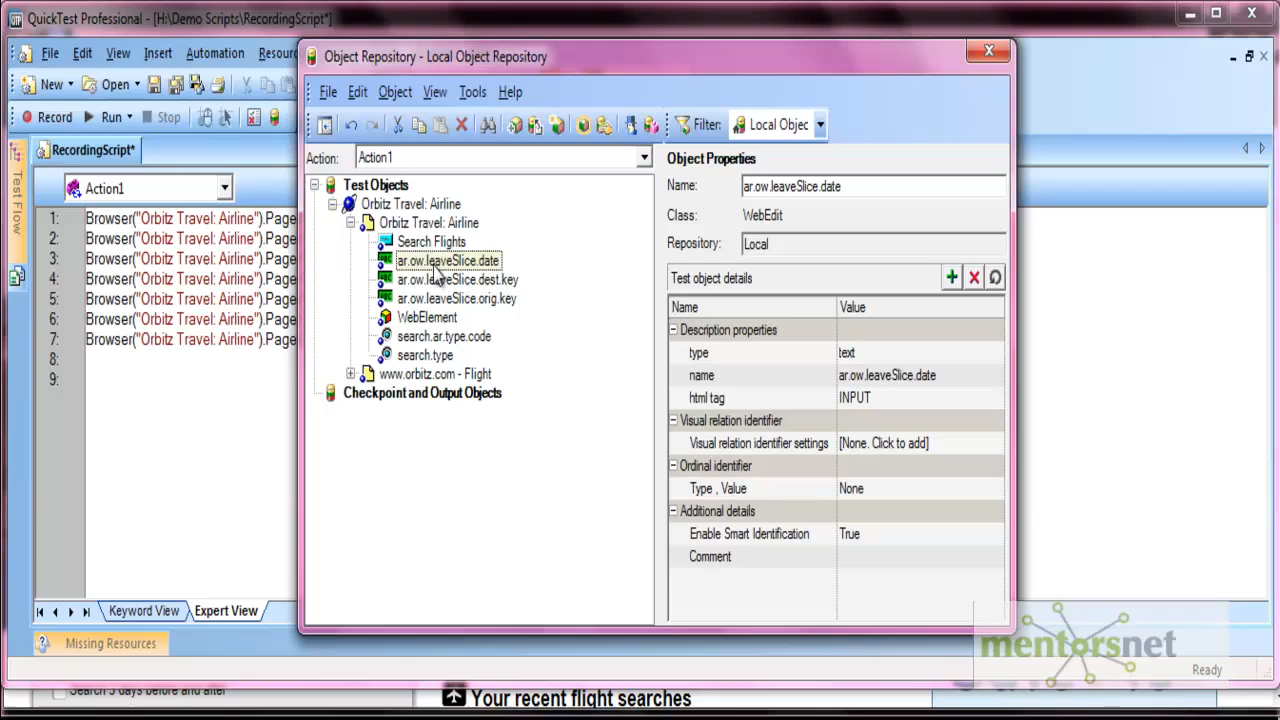 QuickTest Professional - [H:\Demo Scripts\RecordingScript*]
File Edit View Insert Automation Resour
New Open
Record Run Stop
RecordingScript*
Test Flow
Action1
1: Browser("Orbitz Travel: Airline").Page
2: Browser("Orbitz Travel: Airline").Page
3: Browser("Orbitz Travel: Airline").Page
4: Browser("Orbitz Travel: Airline").Page
5: Browser("Orbitz Travel: Airline").Page
6: Browser("Orbitz Travel: Airline").Page
7: Browser("Orbitz Travel: Airline").Page
8:
9:
Keyword View Expert View
Missing Resources
Object Repository - Local Object Repository
File Edit Object View Tools Help
Filter: Local Objec
Action: Action1
Test Objects
Orbitz Travel: Airline
Orbitz Travel: Airline
Search Flights
ar.ow.leaveSlice.date
ar.ow.leaveSlice.dest.key
ar.ow.leaveSlice.orig.key
WebElement
search.ar.type.code
search.type
www.orbitz.com - Flight
Checkpoint and Output Objects
Object Properties
Name: ar.ow.leaveSlice.date
Class: WebEdit
Repository: Local
Test object details
Name Value
Description properties
type text
name ar.ow.leaveSlice.date
html tag INPUT
Visual relation identifier
Visual relation identifier settings [None. Click to add]
Ordinal identifier
Type , Value None
Additional details
Enable Smart Identification True
Comment
mentorsnet
Ready
Search 3 days before and after
Your recent flight searches